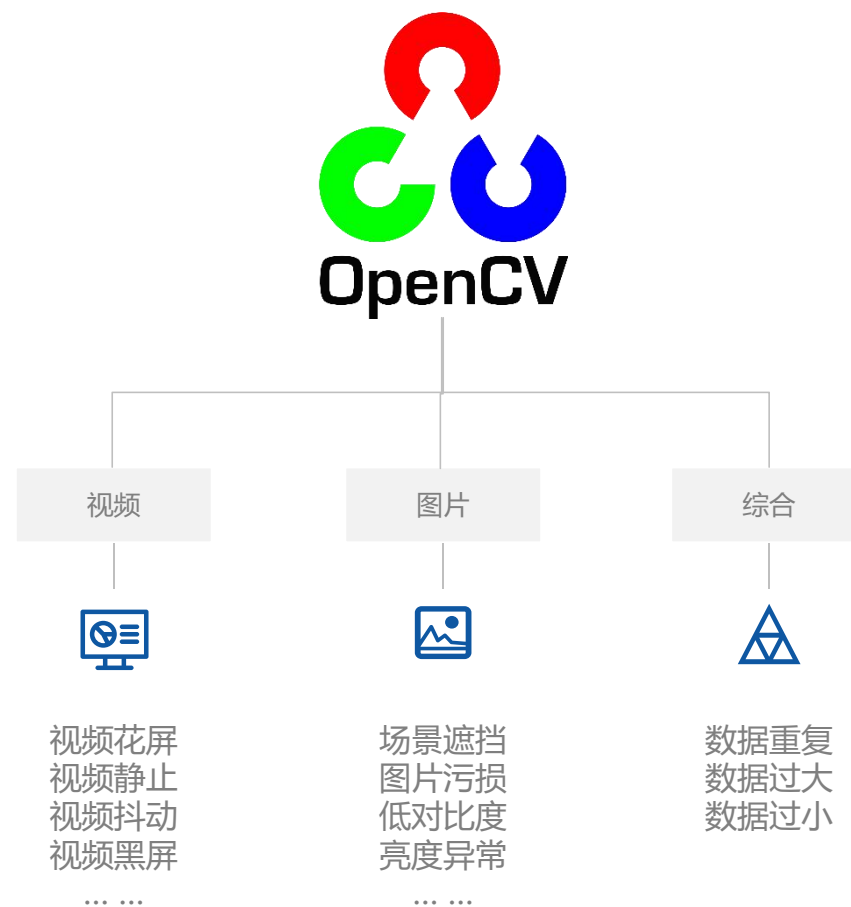 OpenCV
视频
图片
综合
视频花屏
视频静止
视频抖动
视频黑屏
... ...
场景遮挡
图片污损
低对比度
亮度异常
... ...
数据重复
数据过大
数据过小